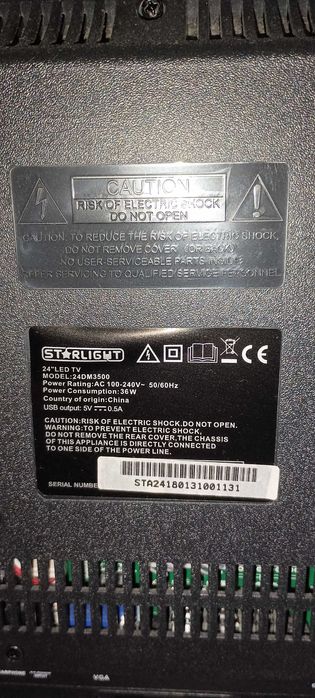 CAUTION
RISK OF ELECTRIC SHOCK
DO NOT OPEN
CAUTION: TO REDUCE THE RISK OF ELECTRIC SHOCK,
DO NOT REMOVE COVER (OR BACK)
NO USER-SERVICEABLE PARTS INSIDE
REFER SERVICING TO QUALIFIED SERVICE PERSONNEL
STARLIGHT
CE
24"LED TV
MODEL:24DM3500
Power Rating:AC 100-240V~ 50/60Hz
Power Consumption:36W
Country of origin:China
USB output: 5V⎓0.5A
CAUTION:RISK OF ELECTRIC SHOCK.DO NOT OPEN.
WARNING:TO PREVENT ELECTRIC SHOCK,
DO NOT REMOVE THE REAR COVER.THE CHASSIS
OF THIS APPLIANCE IS DIRECTLY CONNECTED
TO ONE SIDE OF THE POWER LINE.
SERIAL NUMBER
STA24180131001131
VGA